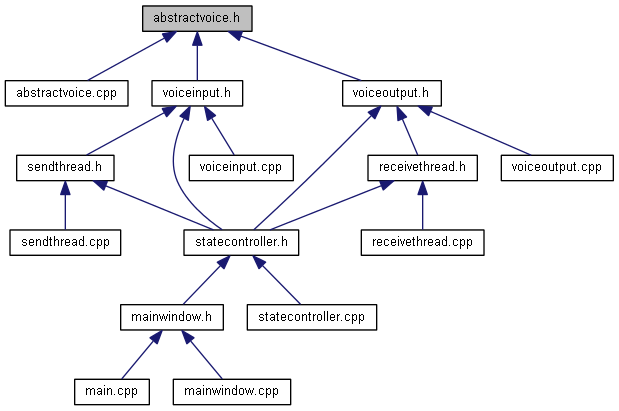 abstractvoice.h
abstractvoice.cpp
voiceinput.h
voiceoutput.h
sendthread.h
voiceinput.cpp
receivethread.h
voiceoutput.cpp
sendthread.cpp
statecontroller.h
receivethread.cpp
mainwindow.h
statecontroller.cpp
main.cpp
mainwindow.cpp